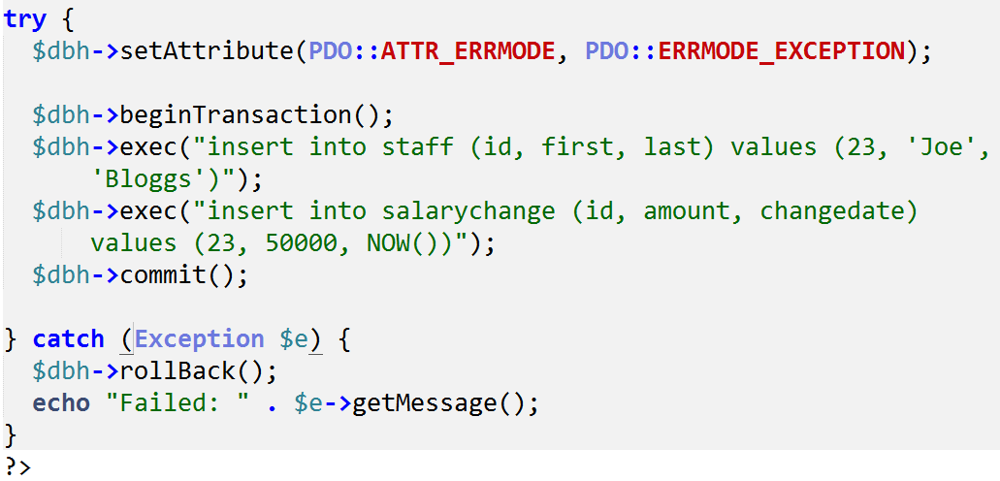 try {
  $dbh->setAttribute(PDO::ATTR_ERRMODE, PDO::ERRMODE_EXCEPTION);

  $dbh->beginTransaction();
  $dbh->exec("insert into staff (id, first, last) values (23, 'Joe',
      'Bloggs')");
  $dbh->exec("insert into salarychange (id, amount, changedate)
      values (23, 50000, NOW())");
  $dbh->commit();

} catch (Exception $e) {
  $dbh->rollBack();
  echo "Failed: " . $e->getMessage();
}
?>